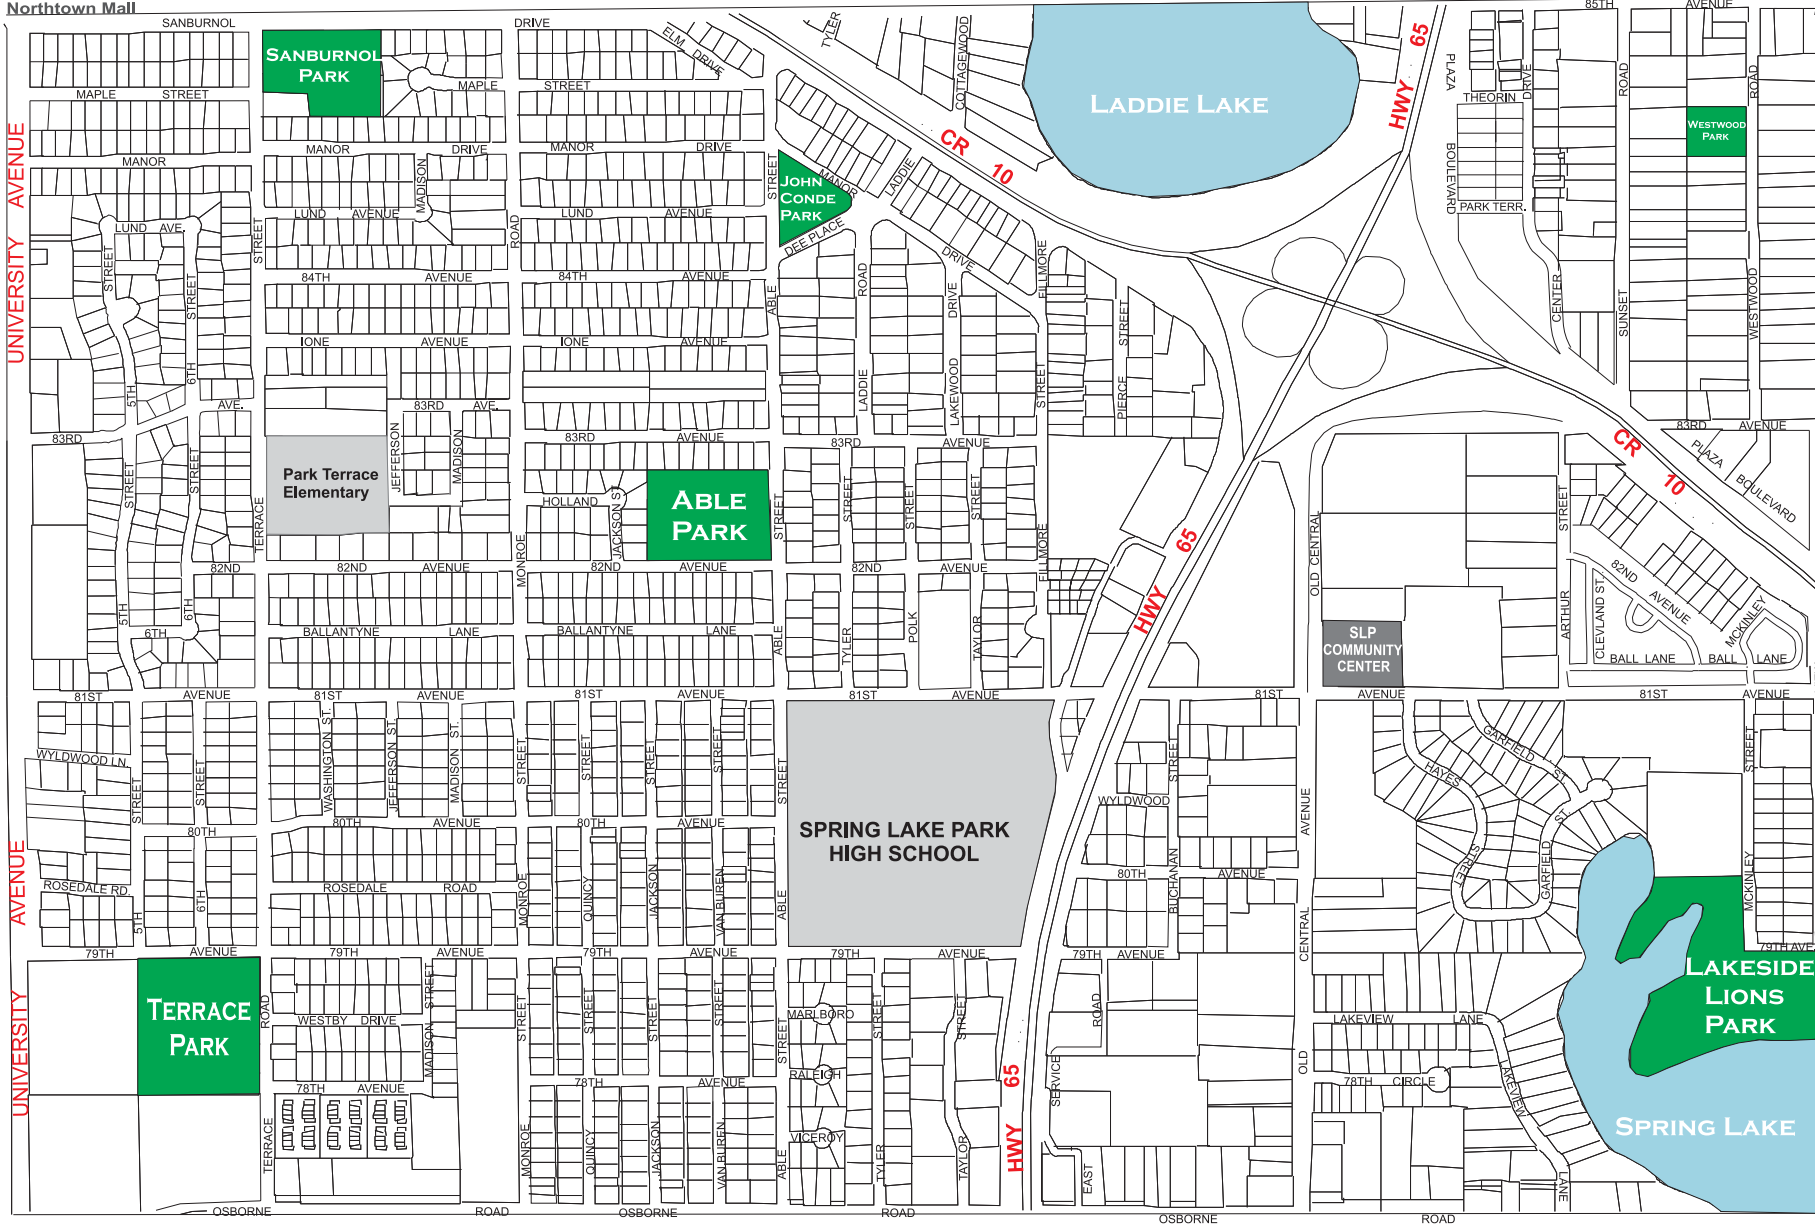 Northtown Mall
SANBURNOL
DRIVE
85TH
AVENUE
SANBURNOL
PARK
ELM DRIVE
TYLER
COTTAGEWOOD
LADDIE LAKE
HWY
65
PLAZA
BOULEVARD
THEORIN
DRIVE
ROAD
ROAD
WESTWOOD
PARK
MAPLE
STREET
MAPLE
STREET
UNIVERSITY
AVENUE
CR
10
MANOR
MANOR
DRIVE
MANOR
DRIVE
MADISON
STREET
JOHN
CONDE
PARK
MANOR
LADDIE
DEE PLACE
DRIVE
PARK TERR.
LUND AVE.
LUND
AVENUE
LUND
AVENUE
STREET
STREET
STREET
ROAD
84TH
AVENUE
84TH
AVENUE
ABLE
ROAD
DRIVE
FILLMORE
STREET
CENTER
SUNSET
WESTWOOD
IONE
AVENUE
IONE
AVENUE
5TH
6TH
LADDIE
LAKEWOOD
STREET
PIERCE
83RD
AVE.
83RD
AVE.
83RD
AVENUE
83RD
AVENUE
83RD
AVENUE
CR
10
PLAZA
BOULEVARD
Park Terrace
Elementary
JEFFERSON
MADISON
MONROE
HOLLAND
JACKSON ST.
ABLE
PARK
STREET
STREET
STREET
STREET
STREET
STREET
TERRACE
FILLMORE
65
HWY
OLD CENTRAL
STREET
ARTHUR
82ND
82ND
AVENUE
82ND
AVENUE
82ND
AVENUE
82ND
AVENUE
CLEVLAND ST.
MCKINLEY
5TH
6TH
6TH
BALLANTYNE
LANE
BALLANTYNE
LANE
ABLE
TYLER
POLK
TAYLOR
SLP
COMMUNITY
CENTER
BALL LANE
BALL
LANE
81ST
AVENUE
81ST
AVENUE
81ST
AVENUE
81ST
AVENUE
81ST
AVENUE
81ST
AVENUE
WYLDWOOD LN.
STREET
STREET
WASHINGTON ST.
JEFFERSON ST.
MADISON ST.
STREET
STREET
STREET
STREET
STREET
STREET
GARFIELD
ST.
HAYES
STREET
ST.
GARFIELD
STREET
WYLDWOOD
SPRING LAKE PARK
HIGH SCHOOL
80TH
80TH
AVENUE
80TH
AVENUE
80TH
AVENUE
BUCHANAN
AVENUE
CENTRAL
OLD
UNIVERSITY
AVENUE
ROSEDALE RD.
ROSEDALE
ROAD
5TH
6TH
MONROE
QUINCY
JACKSON
VAN BUREN
ABLE
MCKINLEY
79TH
AVENUE
79TH
AVENUE
79TH
AVENUE
79TH
AVENUE
79TH
AVENUE
79TH AVE
TERRACE
PARK
LAKESIDE
LIONS
PARK
ROAD
WESTBY DRIVE
STREET
MADISON
STREET
STREET
STREET
STREET
STREET
MARLBORO
STREET
STREET
ROAD
LAKEVIEW
LANE
78TH
AVENUE
78TH
AVENUE
RALEIGH
65
HWY
SERVICE
78TH CIRCLE
LAKEVIEW
LANE
SPRING LAKE
TERRACE
MONROE
QUINCY
JACKSON
VAN BUREN
ABLE
VICEROY
TYLER
TAYLOR
EAST
OSBORNE
ROAD
OSBORNE
ROAD
OSBORNE
ROAD